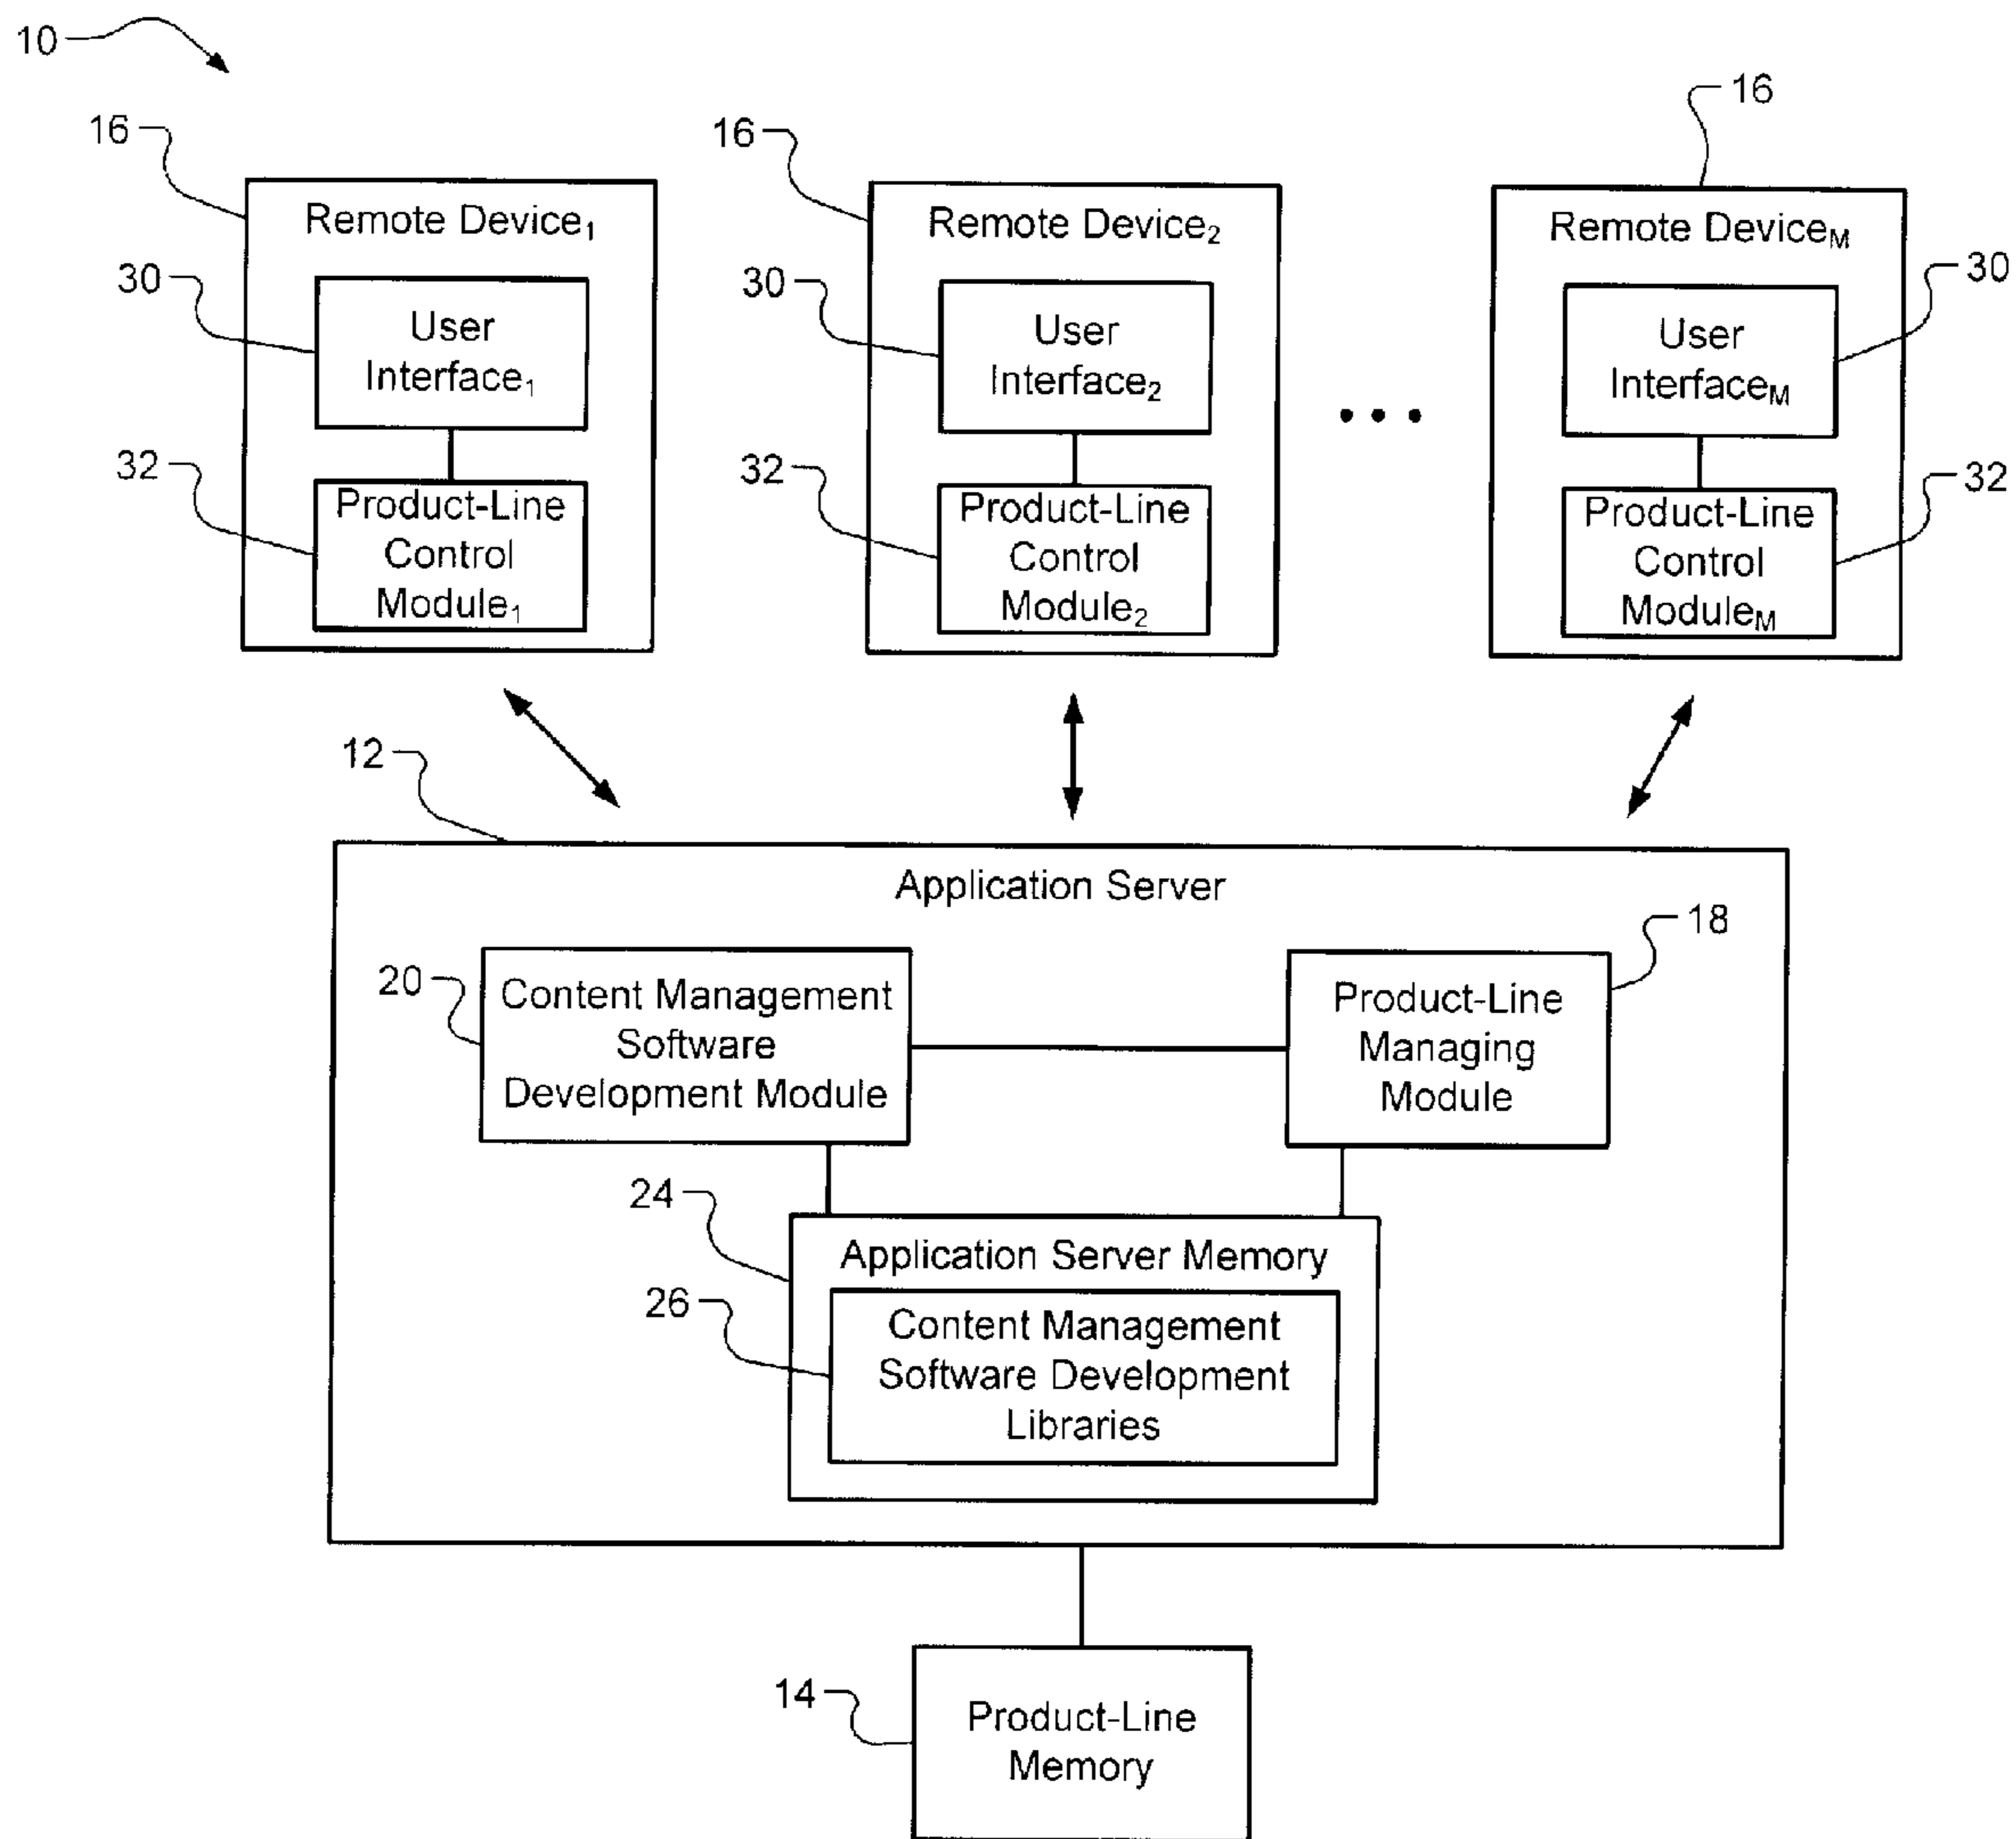 10
16
16
16
Remote Device₁
Remote Device₂
Remote Deviceᴍ
30
User
Interface₁
30
User
Interface₂
User
Interfaceᴍ
30
32
Product-Line
Control
Module₁
32
Product-Line
Control
Module₂
Product-Line
Control
Moduleᴍ
32
12
Application Server
20
Content Management
Software
Development Module
18
Product-Line
Managing
Module
24
Application Server Memory
26
Content Management
Software Development
Libraries
14
Product-Line
Memory